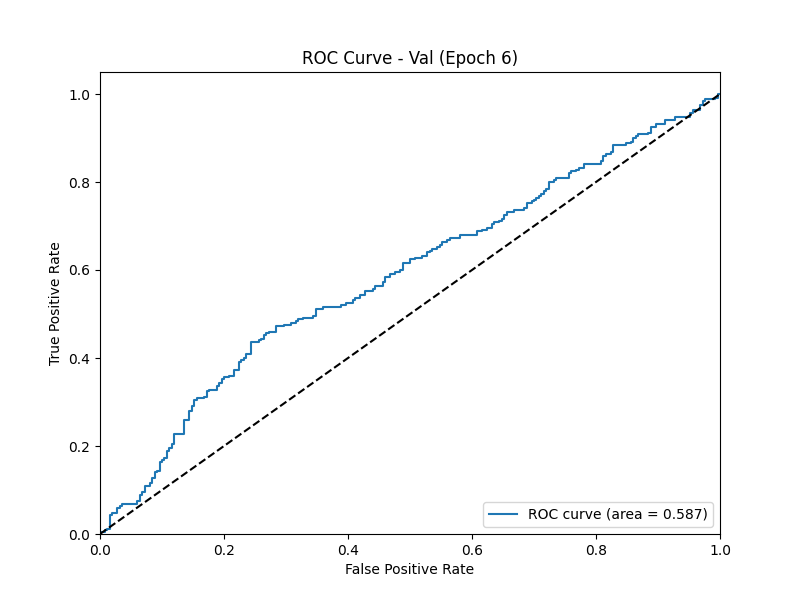 ROC Curve - Val (Epoch 6)
True Positive Rate
1.0
0.8
0.6
0.4
0.2
0.0
0.0 0.2 0.4 0.6 0.8 1.0
False Positive Rate
ROC curve (area = 0.587)